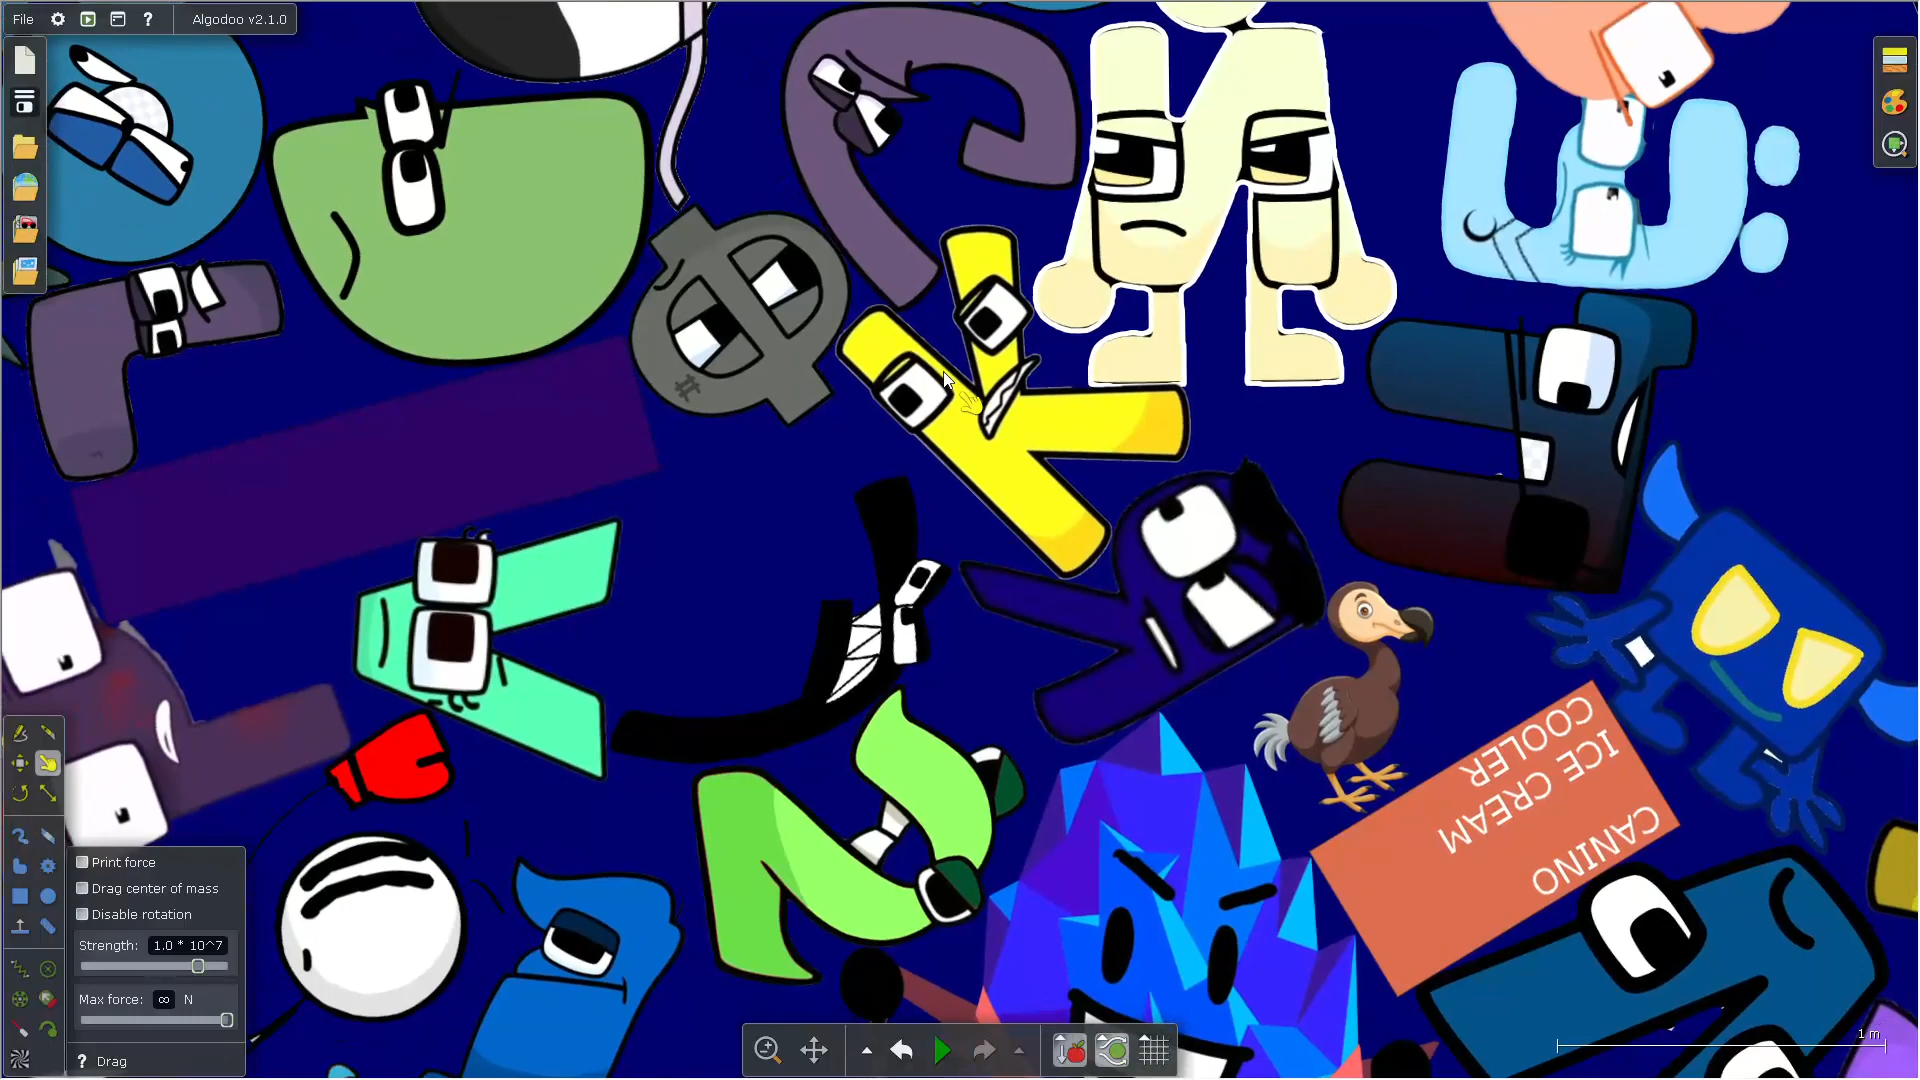 File
?
Algodoo v2.1.0
CANINO
ICE CREAM
COOLER
Print force
Drag center of mass
Disable rotation
Strength: 1.0 * 10^7
Max force: ∞ N
? Drag
1 m